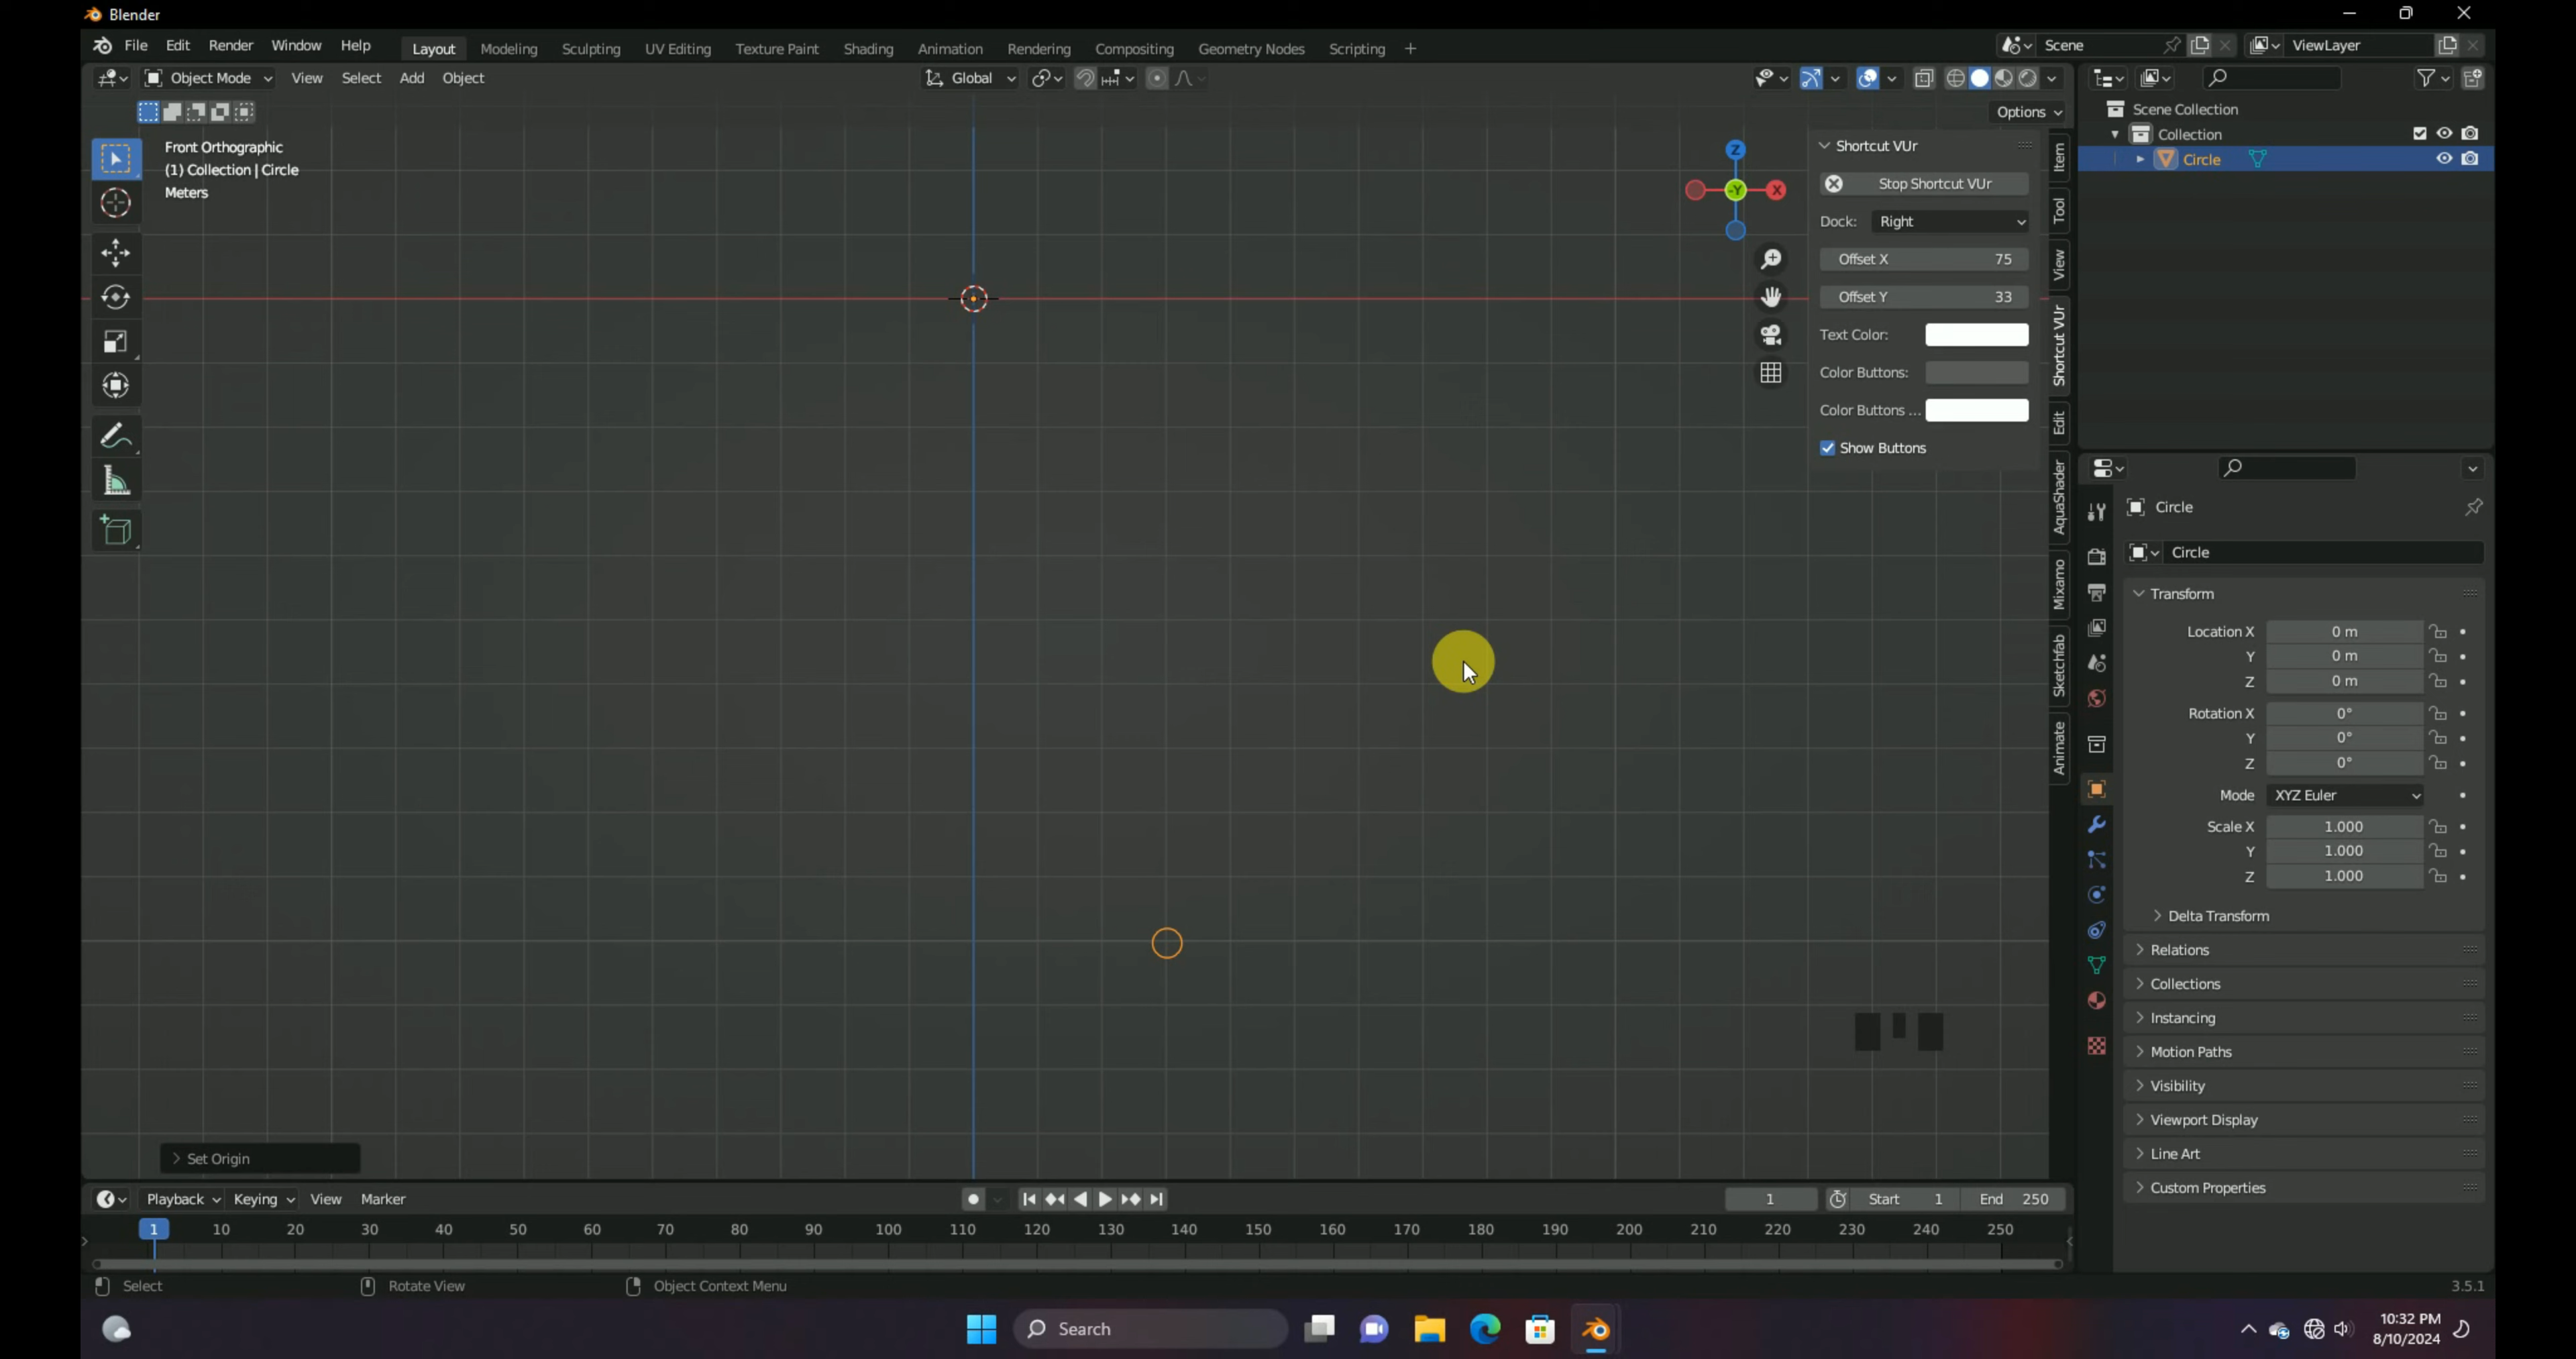 Blender
File Edit Render Window Help Layout Modeling Sculpting UV Editing Texture Paint Shading Animation Rendering Compositing Geometry Nodes Scripting + Scene ViewLayer
Object Mode View Select Add Object Global
Options
Front Orthographic
(1) Collection | Circle
Meters
Z
-Y X
Shortcut VUr
Stop Shortcut VUr
Dock: Right
Offset X 75
Offset Y 33
Text Color:
Color Buttons:
Color Buttons ...
Show Buttons
Item
Tool
View
Shortcut VUr
Edit
AquaShader
Mixamo
Sketchfab
Animate
Scene Collection
Collection
Circle
Circle
Circle
Transform
Location X 0 m
Y 0 m
Z 0 m
Rotation X 0°
Y 0°
Z 0°
Mode XYZ Euler
Scale X 1.000
Y 1.000
Z 1.000
Delta Transform
Relations
Collections
Instancing
Motion Paths
Visibility
Viewport Display
Line Art
Custom Properties
Set Origin
Playback Keying View Marker 1 Start 1 End 250
1 10 20 30 40 50 60 70 80 90 100 110 120 130 140 150 160 170 180 190 200 210 220 230 240 250
Select Rotate View Object Context Menu 3.5.1
Search
10:32 PM
8/10/2024